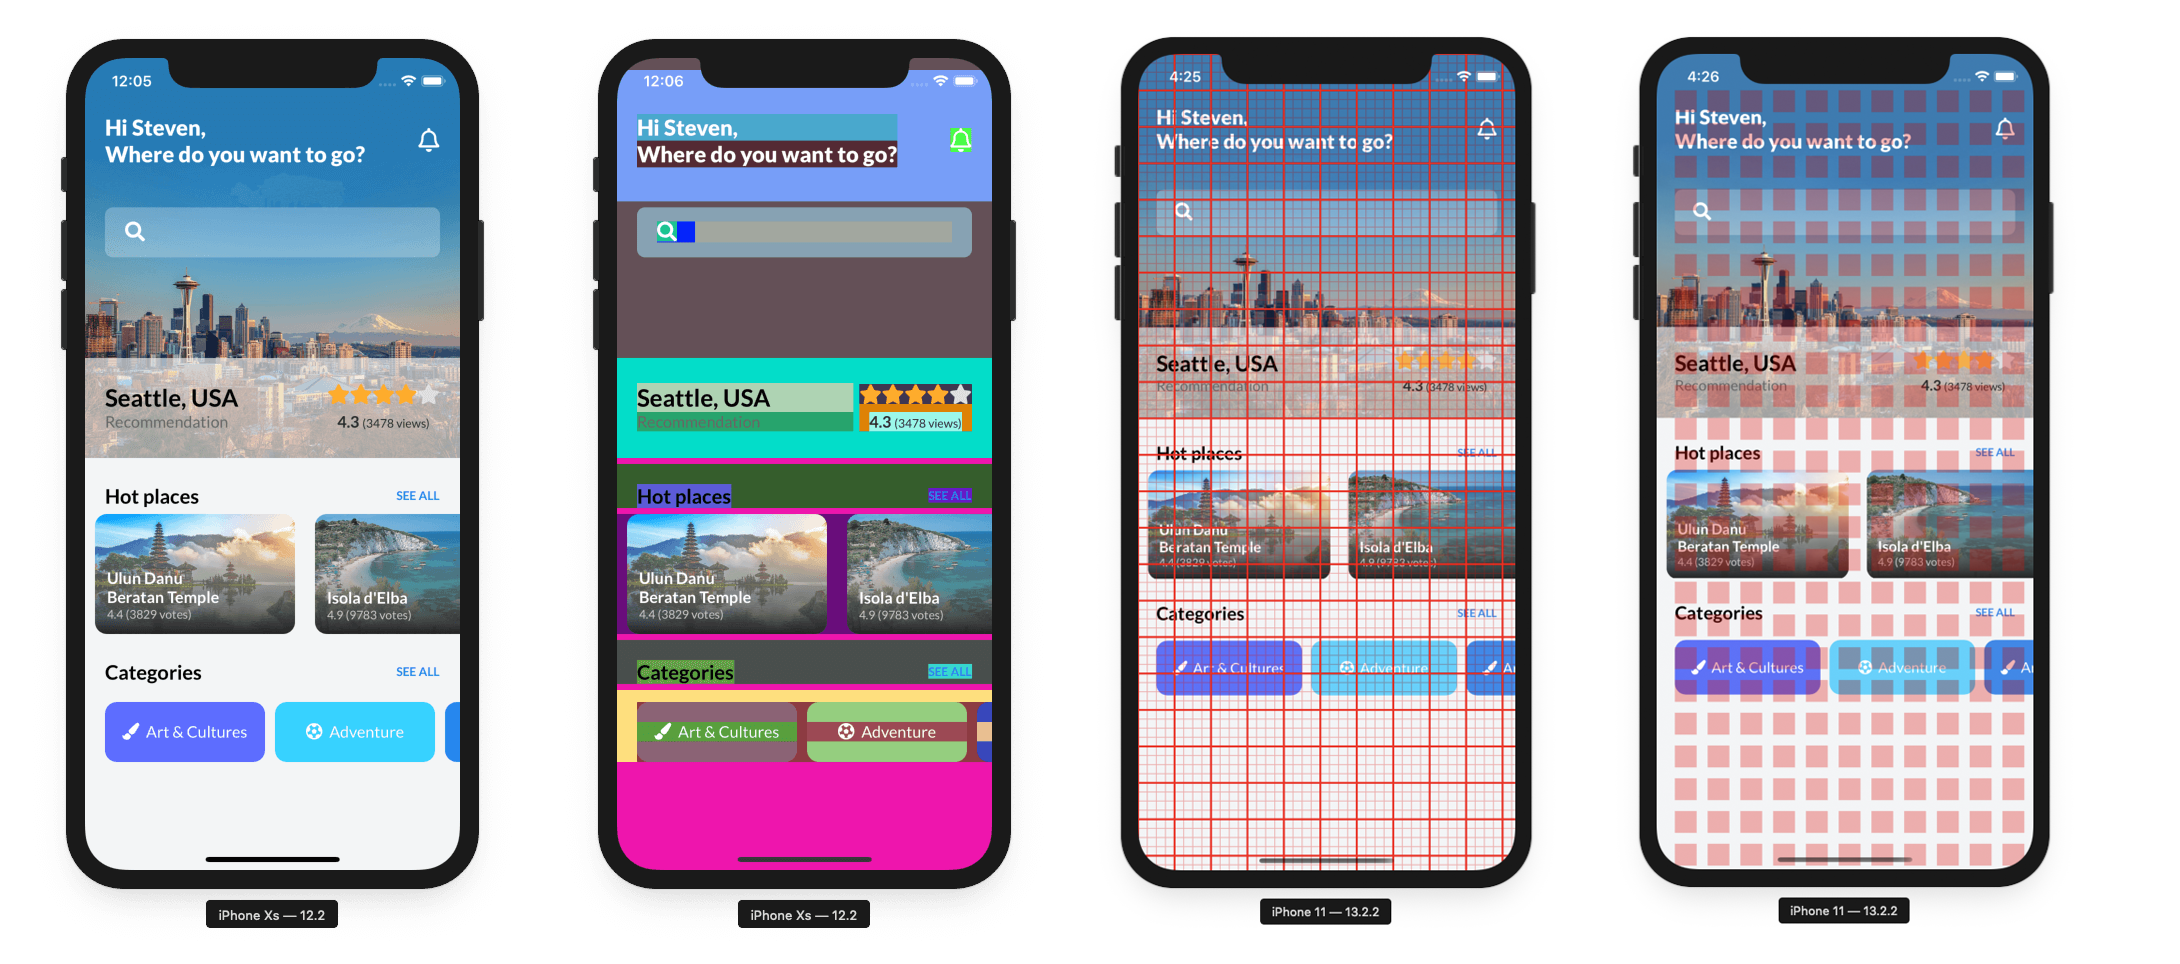 12:05
Hi Steven,
Where do you want to go?
Seattle, USA
Recommendation
4.3 (3478 views)
Hot places
SEE ALL
Ulun Danu
Beratan Temple
4.4 (3829 votes)
Isola d'Elba
4.9 (9783 votes)
Categories
SEE ALL
Art & Cultures
Adventure
iPhone Xs — 12.2
12:06
Hi Steven,
Where do you want to go?
Seattle, USA
Recommendation
4.3 (3478 views)
Hot places
SEE ALL
Ulun Danu
Beratan Temple
4.4 (3829 votes)
Isola d'Elba
4.9 (9783 votes)
Categories
SEE ALL
Art & Cultures
Adventure
iPhone Xs — 12.2
4:25
Hi Steven,
Where do you want to go?
Seattle, USA
Recommendation
4.3 (3478 views)
Hot places
SEE ALL
Ulun Danu
Beratan Temple
4.4 (3829 votes)
Isola d'Elba
4.9 (9783 votes)
Categories
SEE ALL
Art & Cultures
Adventure
A
iPhone 11 — 13.2.2
4:26
Hi Steven,
Where do you want to go?
Seattle, USA
Recommendation
4.3 (3478 views)
Hot places
SEE ALL
Ulun Danu
Beratan Temple
4.4 (3829 votes)
Isola d'Elba
4.9 (9783 votes)
Categories
SEE ALL
Art & Cultures
Adventure
A
iPhone 11 — 13.2.2